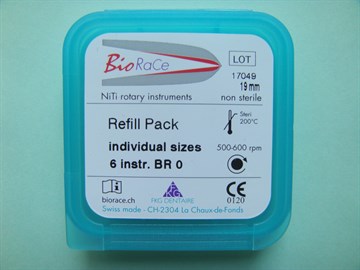 BioRaCe
LOT
17049
19 mm
NiTi rotary instruments
non sterile
Refill Pack
Steri
200°C
individual sizes
500-600 rpm
6 instr. BR 0
biorace.ch
FKG DENTAIRE
CE
0120
Swiss made - CH-2304 La Chaux-de-Fonds